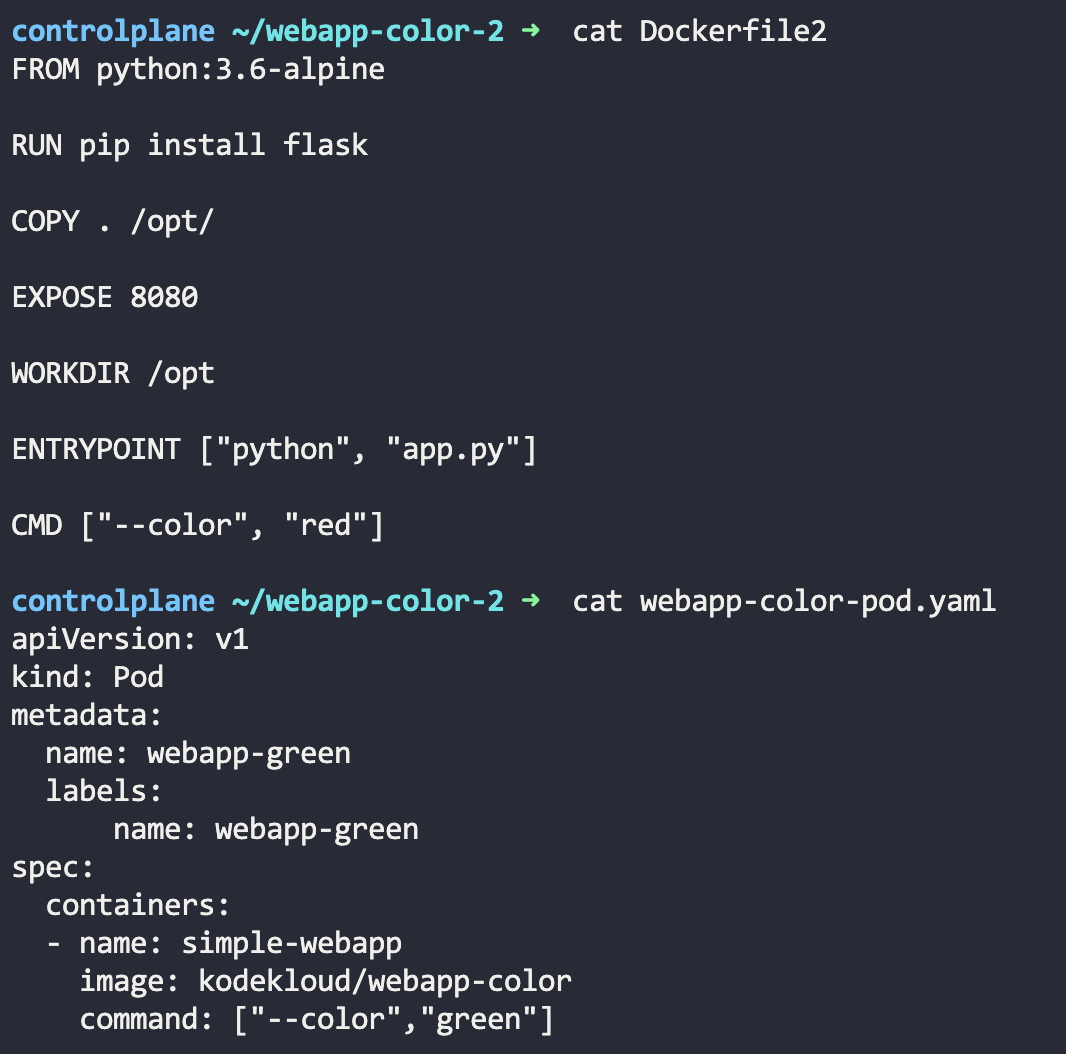 controlplane ~/webapp-color-2 ➜  cat Dockerfile2
FROM python:3.6-alpine

RUN pip install flask

COPY . /opt/

EXPOSE 8080

WORKDIR /opt

ENTRYPOINT ["python", "app.py"]

CMD ["--color", "red"]

controlplane ~/webapp-color-2 ➜  cat webapp-color-pod.yaml
apiVersion: v1
kind: Pod
metadata:
  name: webapp-green
  labels:
      name: webapp-green
spec:
  containers:
  - name: simple-webapp
    image: kodekloud/webapp-color
    command: ["--color","green"]